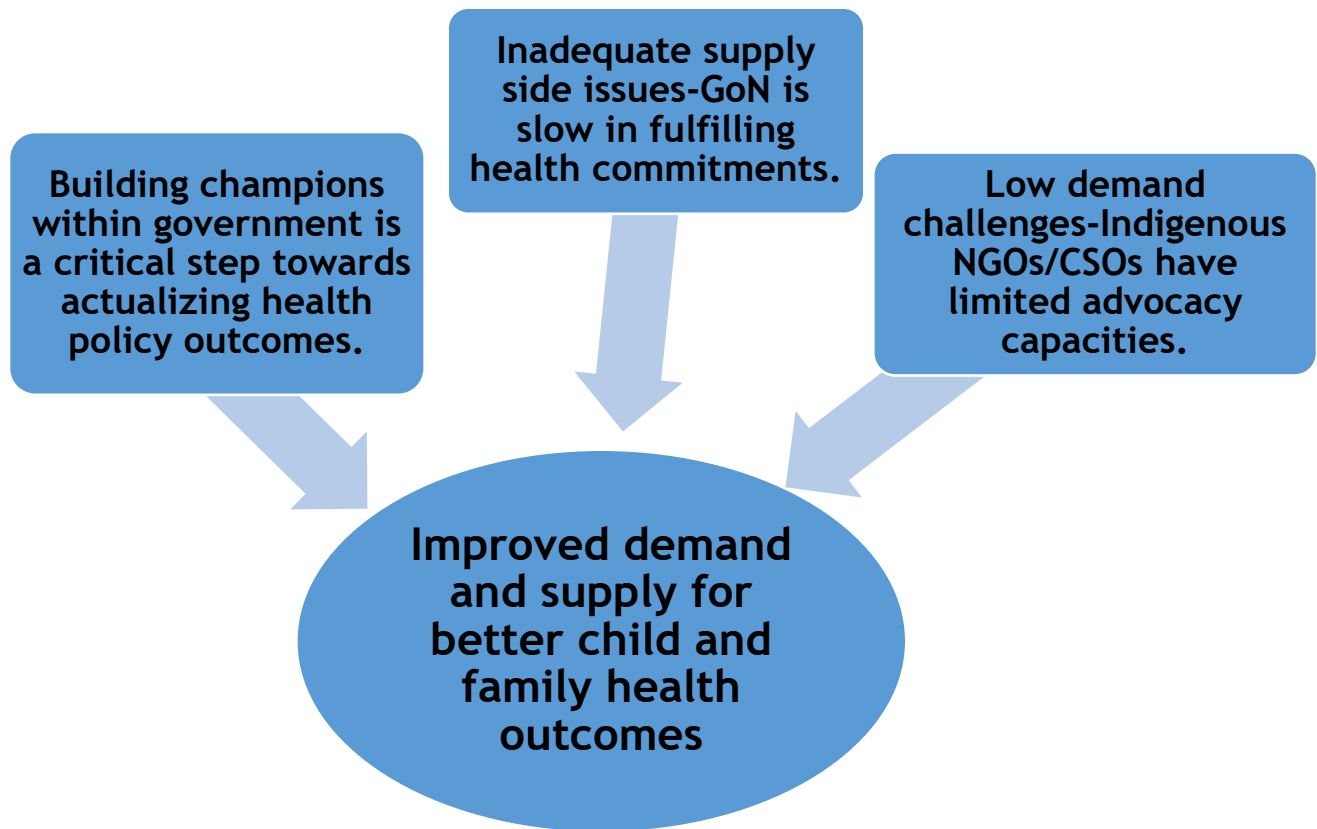 Building champions
within government is
a critical step towards
actualizing health
policy outcomes.
Inadequate supply
side issues-GoN is
slow in fulfilling
health commitments.
Low demand
challenges-Indigenous
NGOs/CSOs have
limited advocacy
capacities.
Improved demand
and supply for
better child and
family health
outcomes